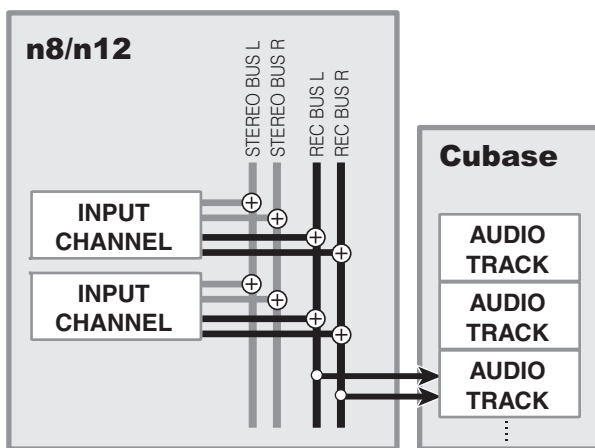 n8/n12
STEREO BUS L
STEREO BUS R
REC BUS L
REC BUS R
INPUT
CHANNEL
INPUT
CHANNEL
Cubase
AUDIO
TRACK
AUDIO
TRACK
AUDIO
TRACK